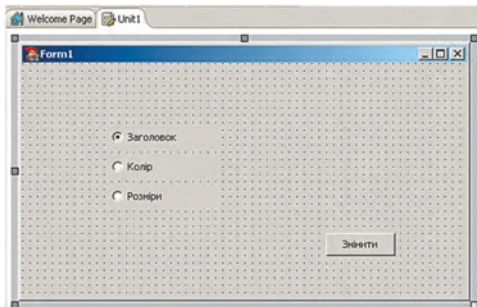 Welcome Page Unit1
Form1
Заголовок
Колір
Розміри
Змінити